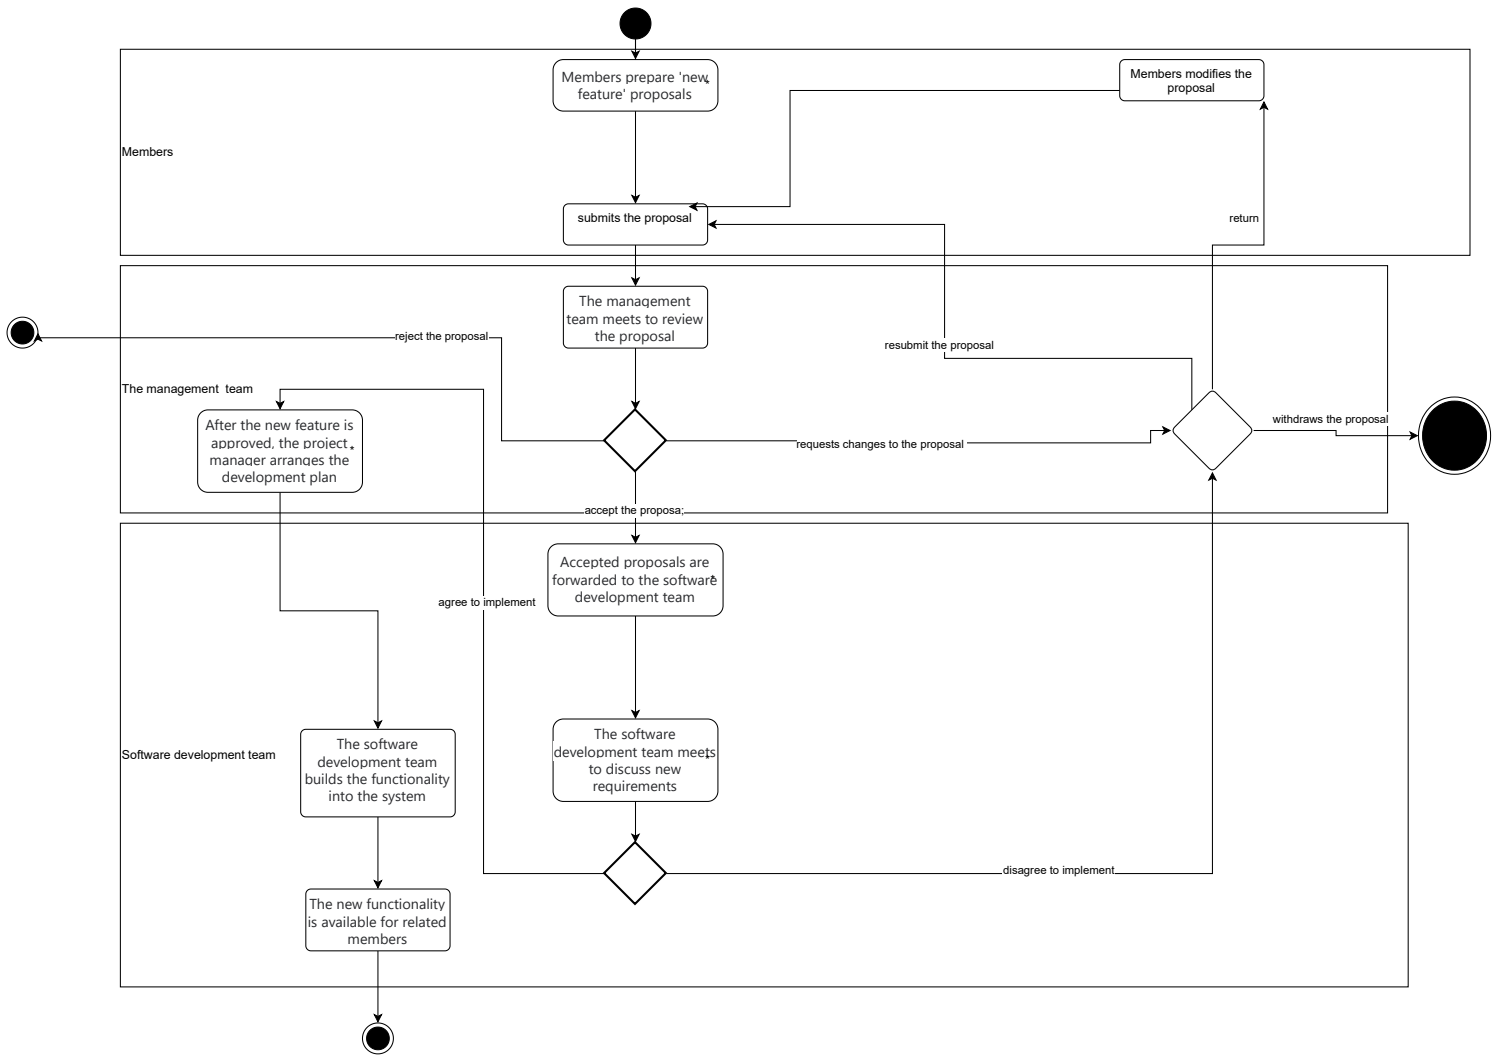 Members prepare 'new
feature' proposals
Members modifies the
proposal
Members
submits the proposal
return
The management
team meets to review
the proposal
reject the proposal
resubmit the proposal
The management  team
After the new feature is
approved, the project
manager arranges the
development plan
requests changes to the proposal
withdraws the proposal
accept the proposa;
Accepted proposals are
forwarded to the software
development team
agree to implement
The software
development team meets
to discuss new
requirements
Software development team
The software
development team
builds the functionality
into the system
disagree to implement
The new functionality
is available for related
members